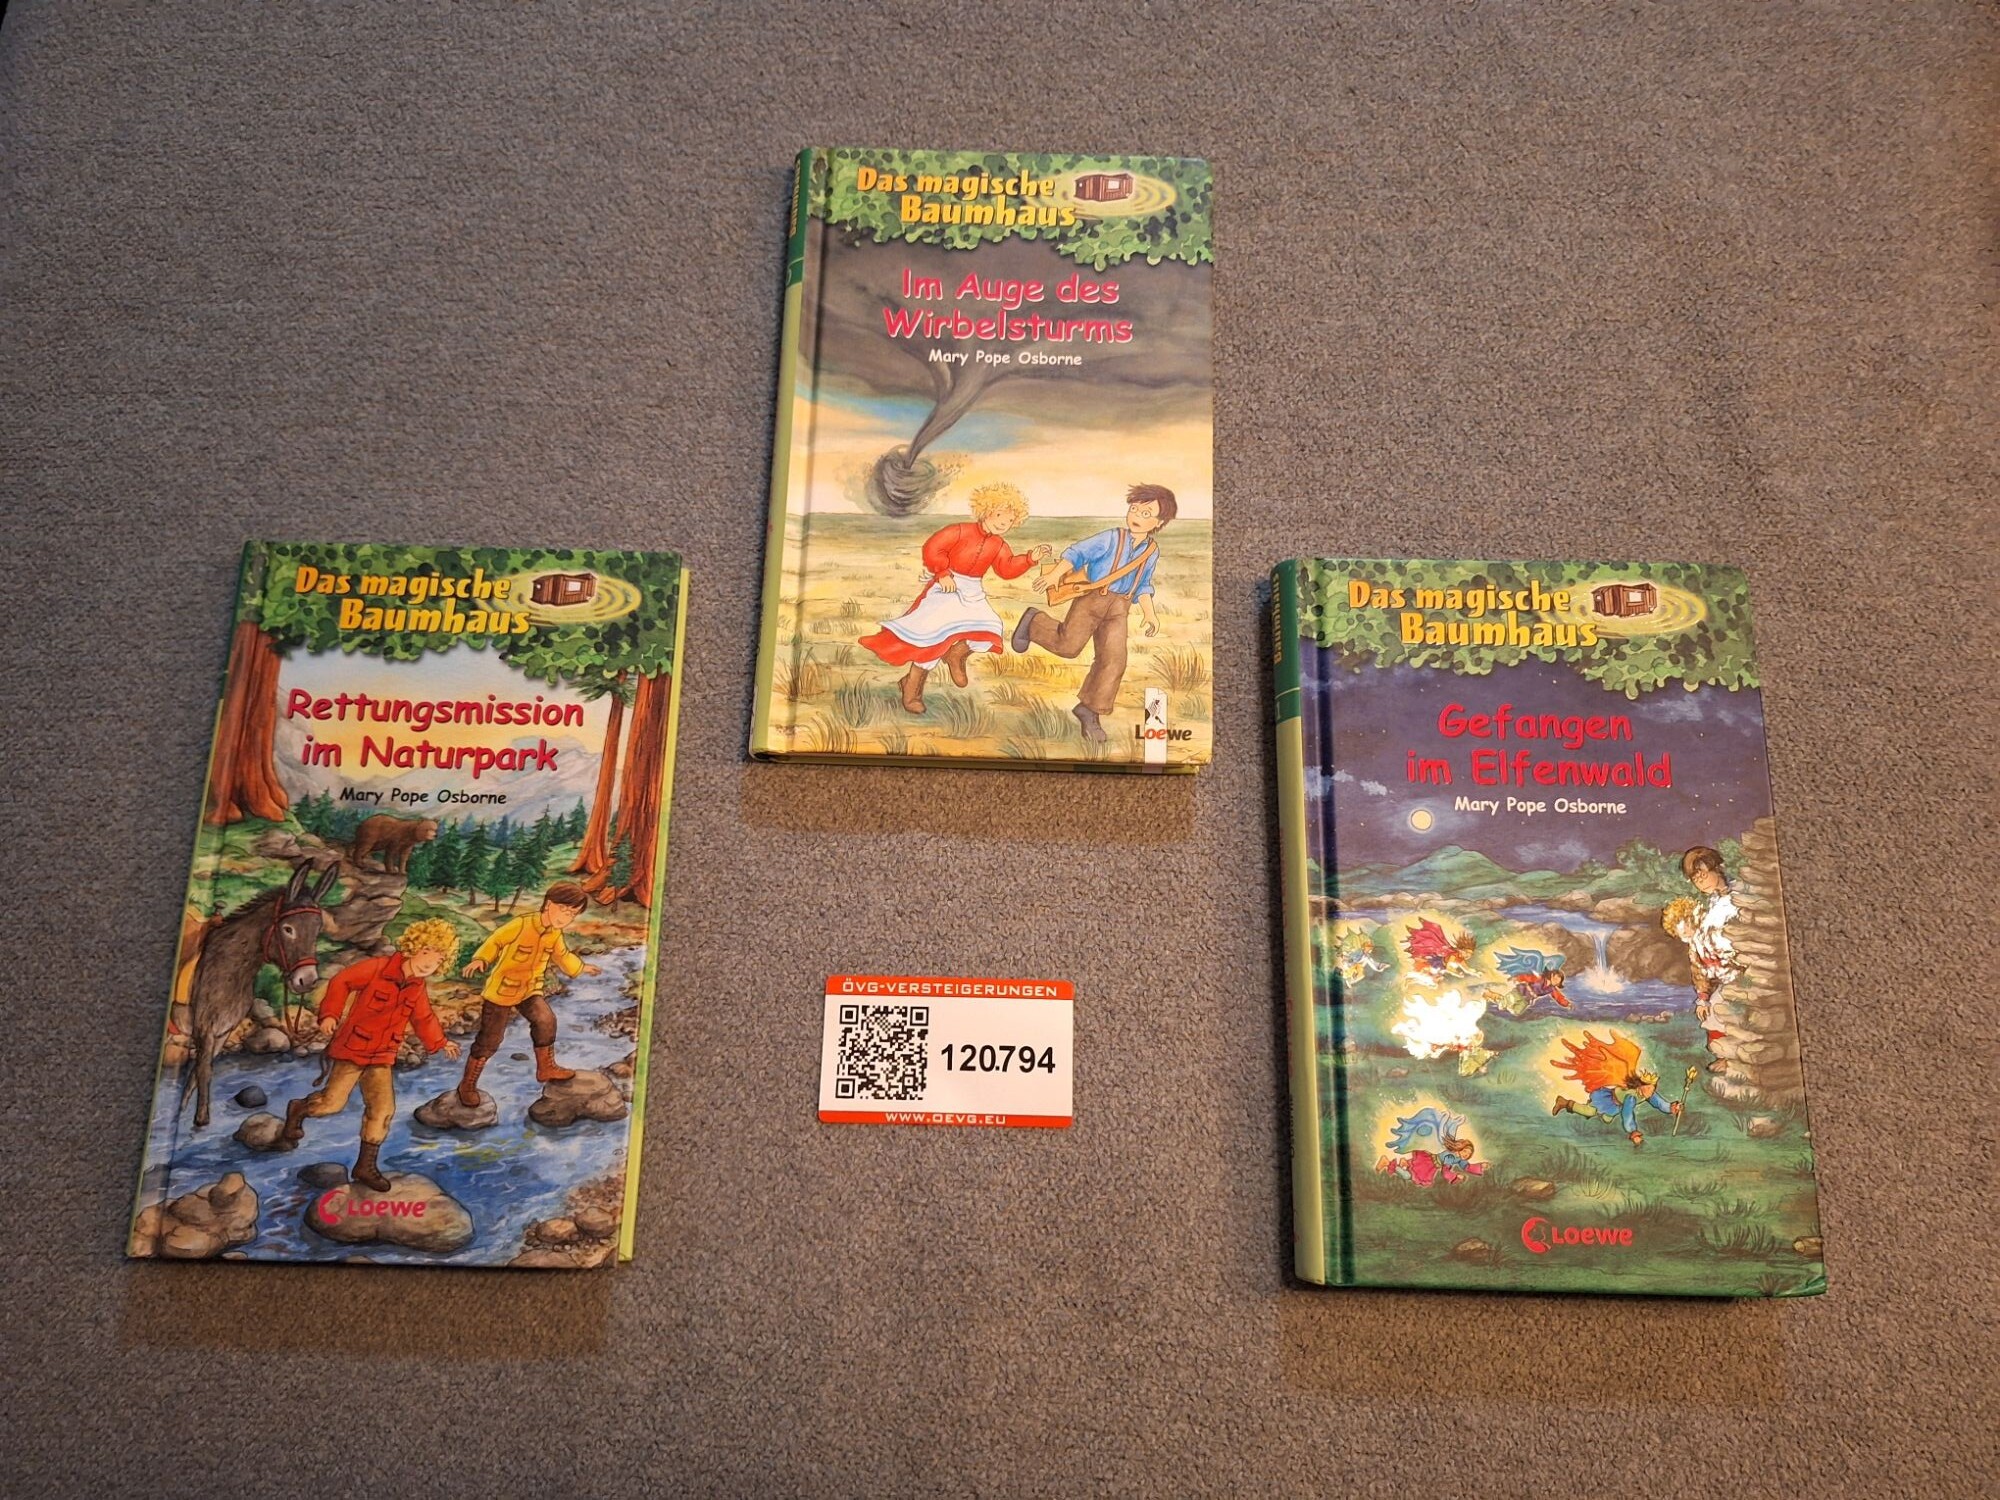 Das magische
Baumhaus
Im Auge des
Wirbelsturms
Mary Pope Osborne
Loewe
Das magische
Baumhaus
Rettungsmission
im Naturpark
Mary Pope Osborne
Loewe
Das magische
Baumhaus
Gefangen
im Elfenwald
Mary Pope Osborne
Loewe
ÖVG-VERSTEIGERUNGEN
120.794
WWW.OEVG.EU